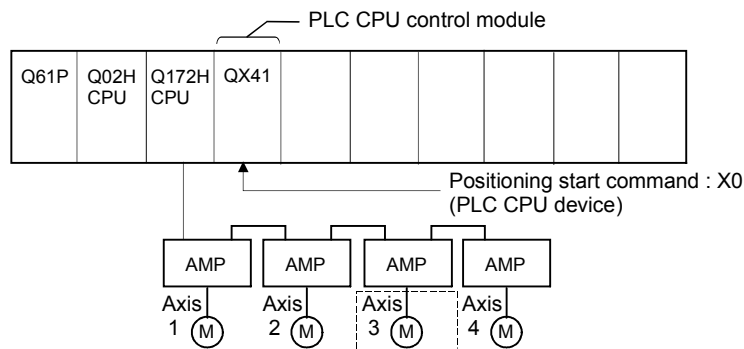 PLC CPU control module
Q61P Q02H CPU Q172H CPU QX41
Positioning start command : X0
(PLC CPU device)
AMP AMP AMP AMP
Axis 1 M Axis 2 M Axis 3 M Axis 4 M